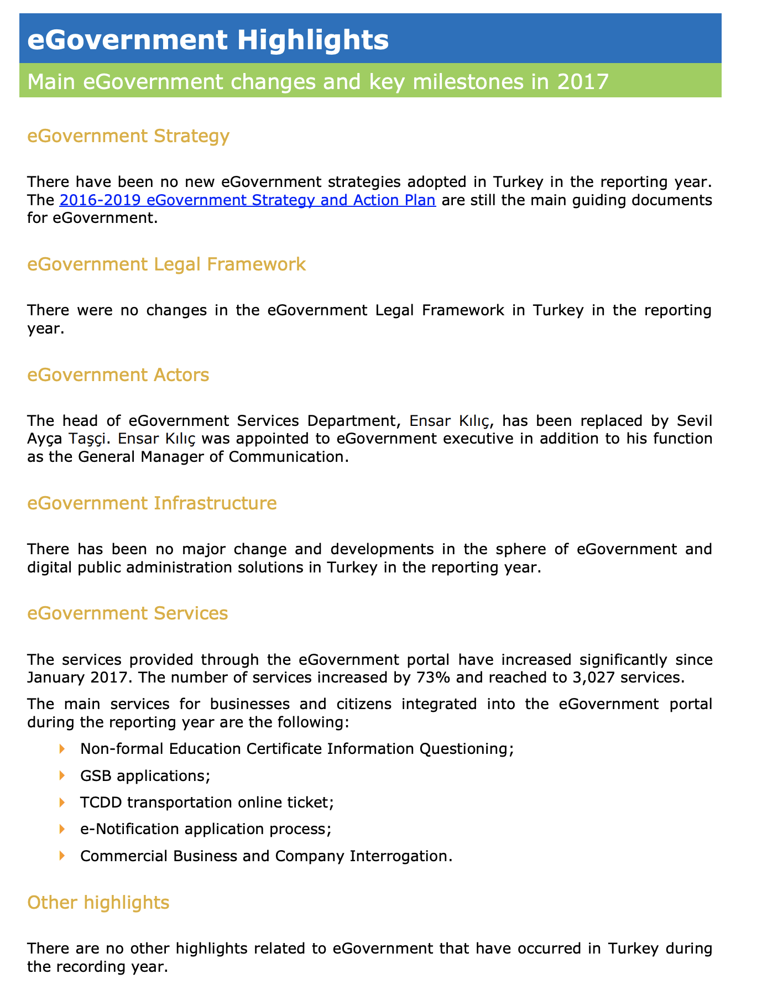 eGovernment Highlights
Main eGovernment changes and key milestones in 2017
eGovernment Strategy
There have been no new eGovernment strategies adopted in Turkey in the reporting year.
The 2016-2019 eGovernment Strategy and Action Plan are still the main guiding documents
for eGovernment.
eGovernment Legal Framework
There were no changes in the eGovernment Legal Framework in Turkey in the reporting
year.
eGovernment Actors
The head of eGovernment Services Department, Ensar Kılıç, has been replaced by Sevil
Ayça Taşçi. Ensar Kılıç was appointed to eGovernment executive in addition to his function
as the General Manager of Communication.
eGovernment Infrastructure
There has been no major change and developments in the sphere of eGovernment and
digital public administration solutions in Turkey in the reporting year.
eGovernment Services
The services provided through the eGovernment portal have increased significantly since
January 2017. The number of services increased by 73% and reached to 3,027 services.
The main services for businesses and citizens integrated into the eGovernment portal
during the reporting year are the following:
Non-formal Education Certificate Information Questioning;
GSB applications;
TCDD transportation online ticket;
e-Notification application process;
Commercial Business and Company Interrogation.
Other highlights
There are no other highlights related to eGovernment that have occurred in Turkey during
the recording year.